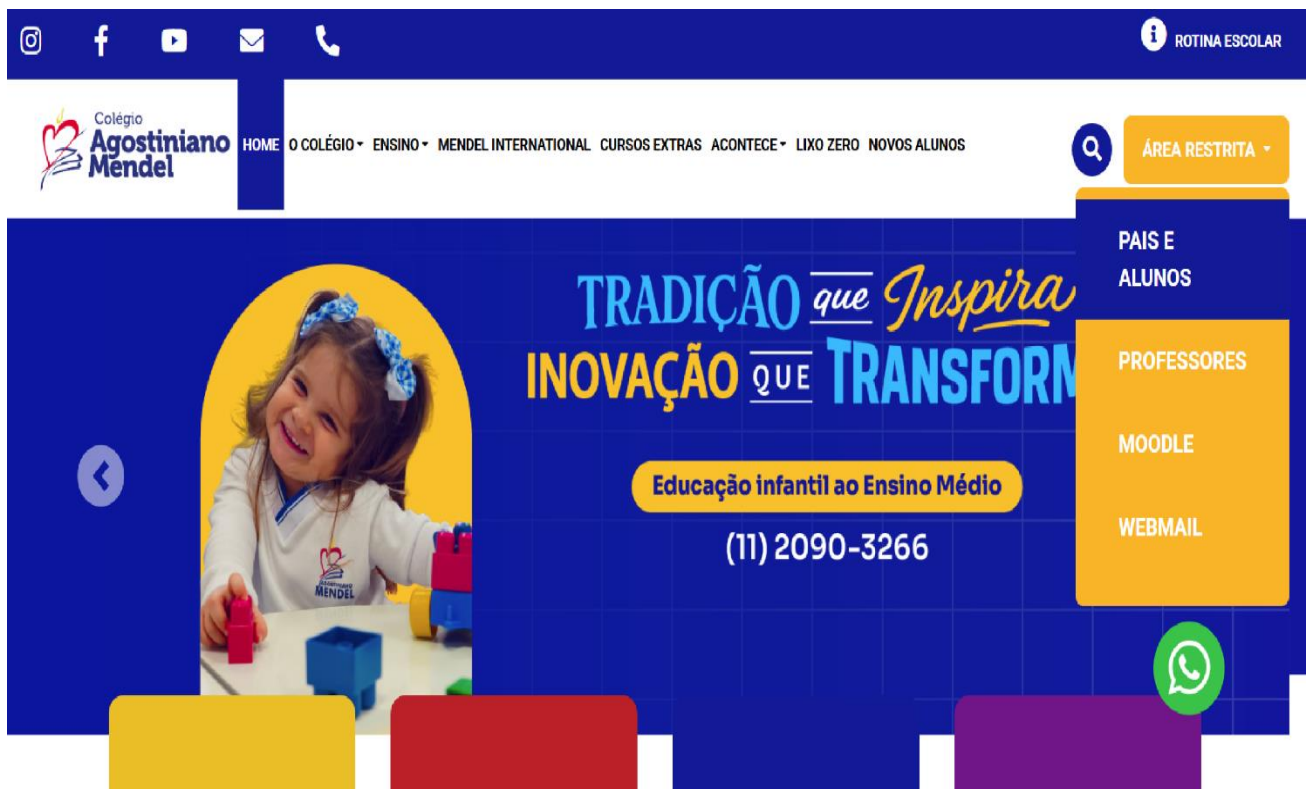 ROTINA ESCOLAR
Colégio
Agostiniano
Mendel
HOME O COLÉGIO ENSINO MENDEL INTERNATIONAL CURSOS EXTRAS ACONTECE LIXO ZERO NOVOS ALUNOS
ÁREA RESTRITA
PAIS E
ALUNOS
PROFESSORES
MOODLE
WEBMAIL
TRADIÇÃO que Inspira
INOVAÇÃO QUE TRANSFORM
Educação infantil ao Ensino Médio
(11) 2090-3266
AGOSTINIANO
MENDEL